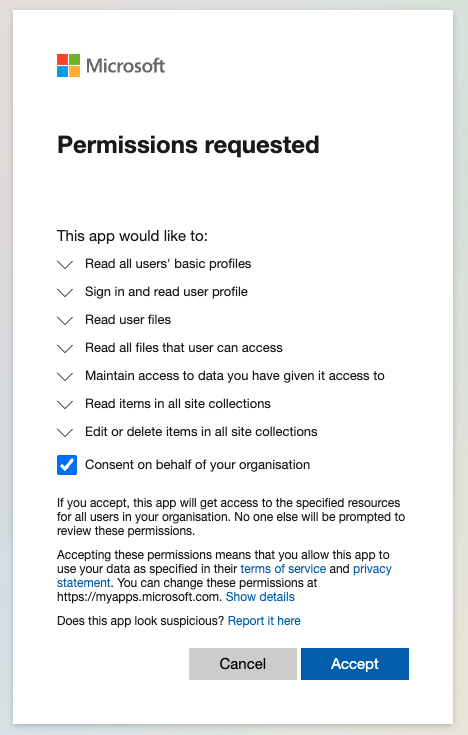 Microsoft
Permissions requested
This app would like to:
Read all users' basic profiles
Sign in and read user profile
Read user files
Read all files that user can access
Maintain access to data you have given it access to
Read items in all site collections
Edit or delete items in all site collections
Consent on behalf of your organisation
If you accept, this app will get access to the specified resources
for all users in your organisation. No one else will be prompted to
review these permissions.
Accepting these permissions means that you allow this app to
use your data as specified in their terms of service and privacy
statement. You can change these permissions at
https://myapps.microsoft.com. Show details
Does this app look suspicious? Report it here
Cancel
Accept